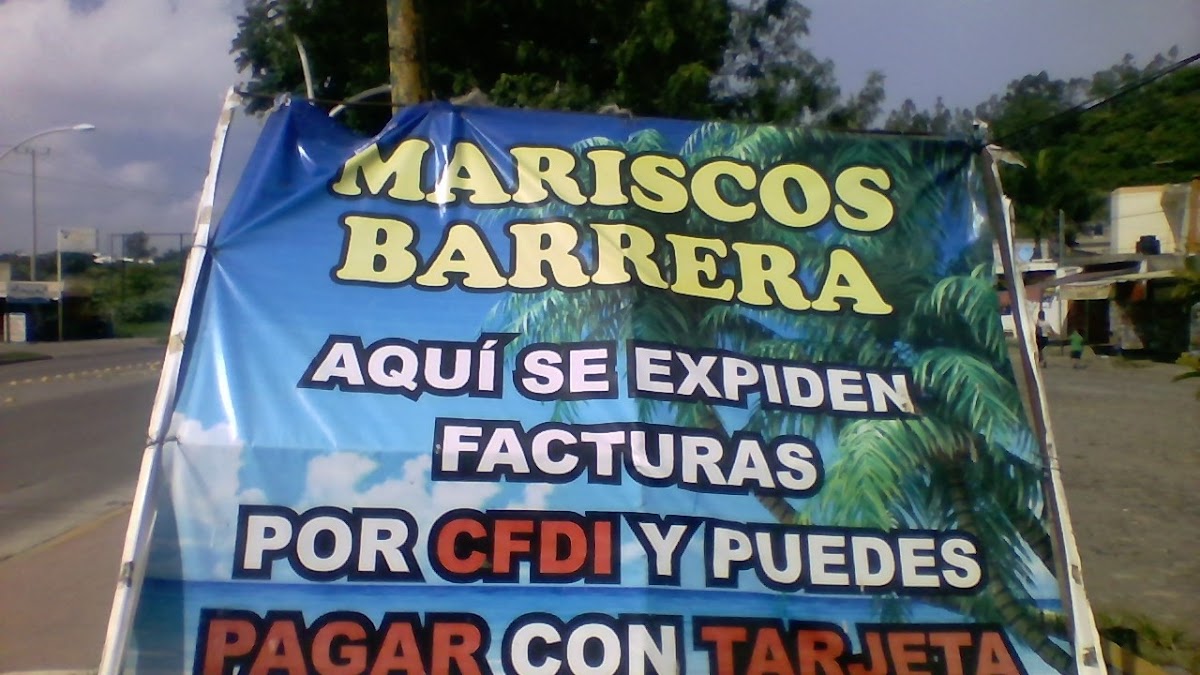 MARISCOS
BARRERA
AQUÍ SE EXPIDEN
FACTURAS
POR CFDI Y PUEDES
PAGAR CON TARJETA